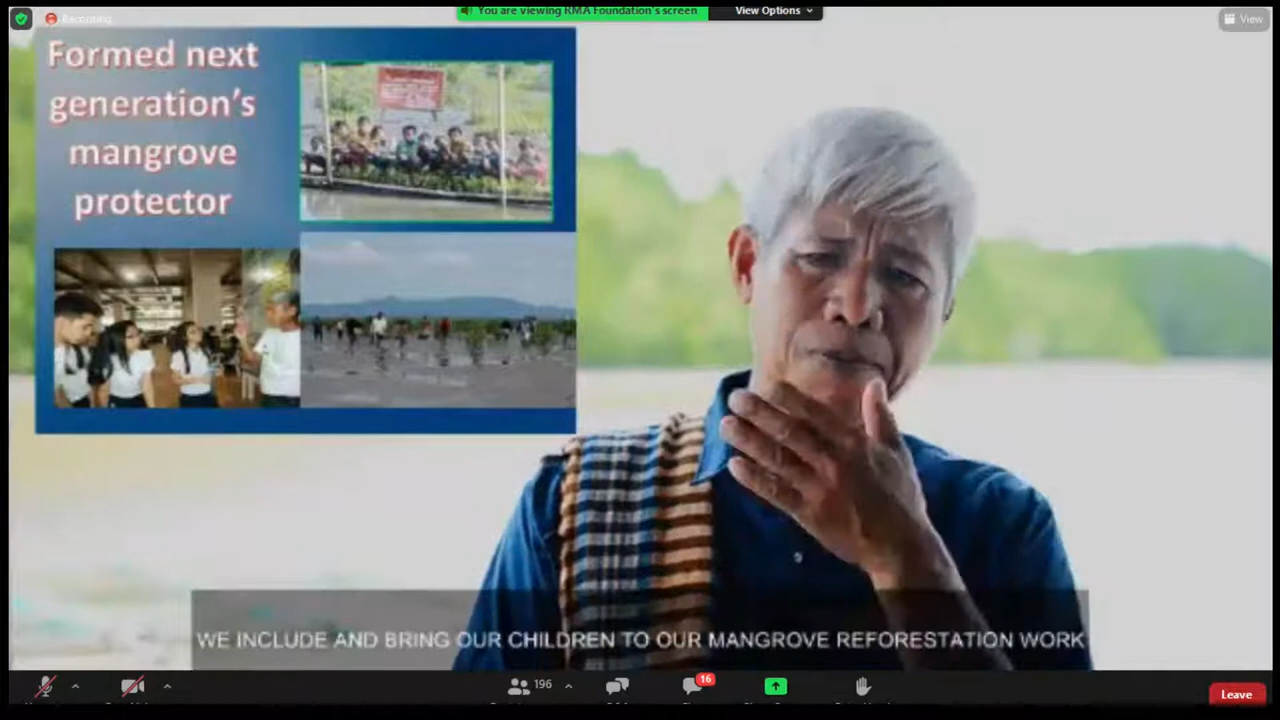 You are viewing RMA Foundation's screen
View Options
Recording
View
Formed next
generation's
mangrove
protector
WE INCLUDE AND BRING OUR CHILDREN TO OUR MANGROVE REFORESTATION WORK
196
16
Leave